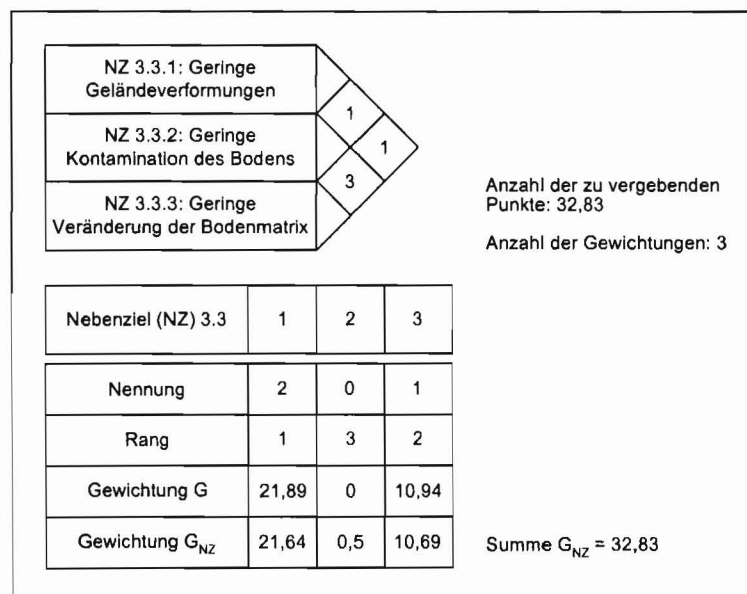 NZ 3.3.1: Geringe
Geländeverformungen
NZ 3.3.2: Geringe
Kontamination des Bodens
NZ 3.3.3: Geringe
Veränderung der Bodenmatrix
1
1
3
Anzahl der zu vergebenden
Punkte: 32,83
Anzahl der Gewichtungen: 3
Nebenziel (NZ) 3.3 1 2 3
Nennung 2 0 1
Rang 1 3 2
Gewichtung G 21,89 0 10,94
Gewichtung G_NZ 21,64 0,5 10,69 Summe G_NZ = 32,83